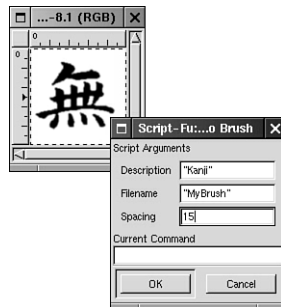 ...-8.1 (RGB)
0
0
無
Script-Fu:...o Brush
Script Arguments
Description "Kanji"
Filename "MyBrush"
Spacing 15
Current Command
OK Cancel